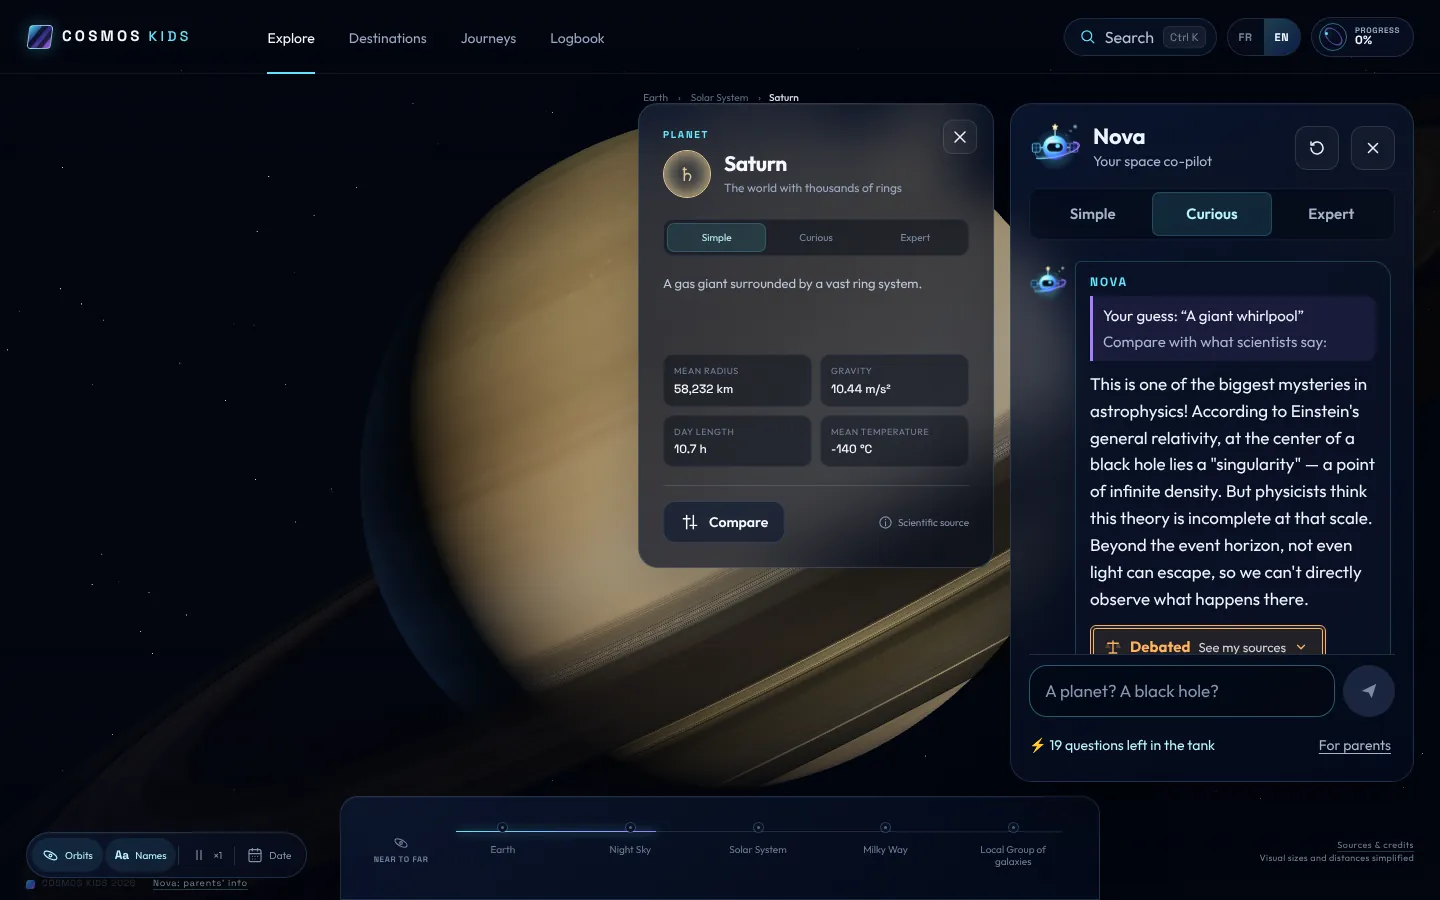 COSMOS KIDS
Explore
Destinations
Journeys
Logbook
Search Ctrl K
FR EN
PROGRESS
0%
Earth › Solar System › Saturn
PLANET
♄
Saturn
The world with thousands of rings
Simple Curious Expert
A gas giant surrounded by a vast ring system.
MEAN RADIUS
58,232 km
GRAVITY
10.44 m/s²
DAY LENGTH
10.7 h
MEAN TEMPERATURE
-140 °C
Compare
Scientific source
Nova
Your space co-pilot
Simple Curious Expert
NOVA
Your guess: “A giant whirlpool”
Compare with what scientists say:
This is one of the biggest mysteries in
astrophysics! According to Einstein's
general relativity, at the center of a
black hole lies a "singularity" — a point
of infinite density. But physicists think
this theory is incomplete at that scale.
Beyond the event horizon, not even
light can escape, so we can't directly
observe what happens there.
Debated See my sources
A planet? A black hole?
⚡ 19 questions left in the tank
For parents
NEAR TO FAR
Earth
Night Sky
Solar System
Milky Way
Local Group of
galaxies
Orbits
Aa Names
×1
Date
COSMOS KIDS 2026
Nova: parents' info
Sources & credits
Visual sizes and distances simplified